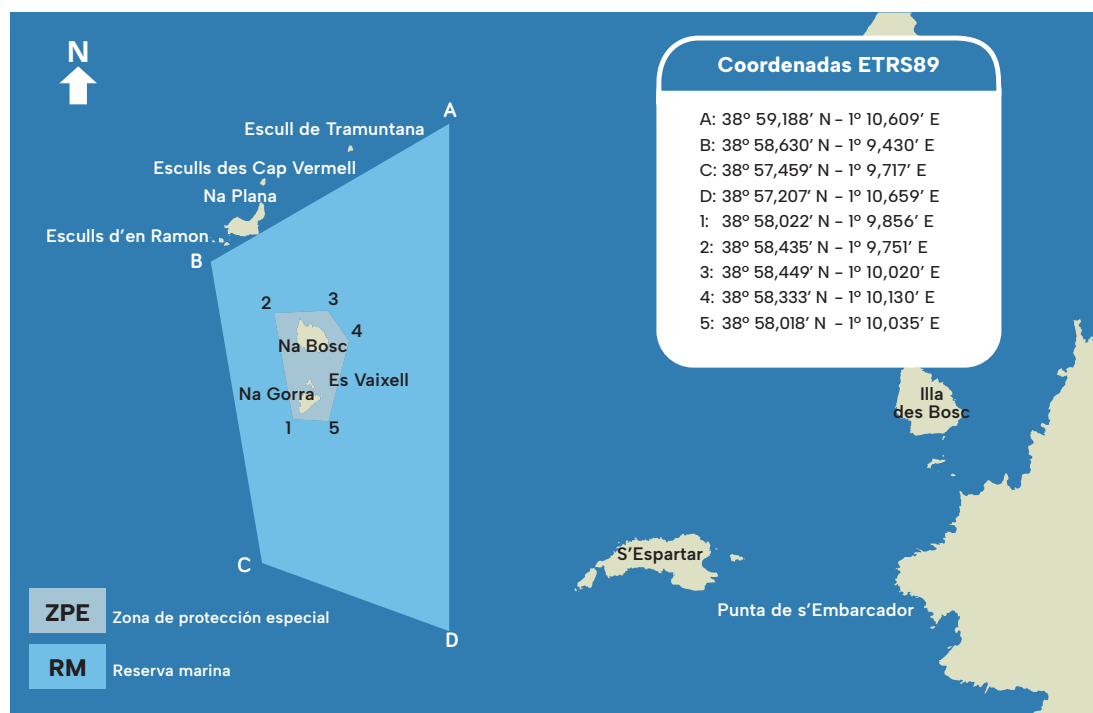 N
A
Escull de Tramuntana
Esculls des Cap Vermell
Na Plana
Esculls d'en Ramon
B
2
3
4
Na Bosc
Es Vaixell
Na Gorra
1
5
C
D
ZPE
Zona de protección especial
RM
Reserva marina
Coordenadas ETRS89
A: 38º 59,188' N - 1º 10,609' E
B: 38º 58,630' N - 1º 9,430' E
C: 38º 57,459' N - 1º 9,717' E
D: 38º 57,207' N - 1º 10,659' E
1: 38º 58,022' N - 1º 9,856' E
2: 38º 58,435' N - 1º 9,751' E
3: 38º 58,449' N - 1º 10,020' E
4: 38º 58,333' N - 1º 10,130' E
5: 38º 58,018' N - 1º 10,035' E
Illa
des Bosc
S'Espartar
Punta de s'Embarcador